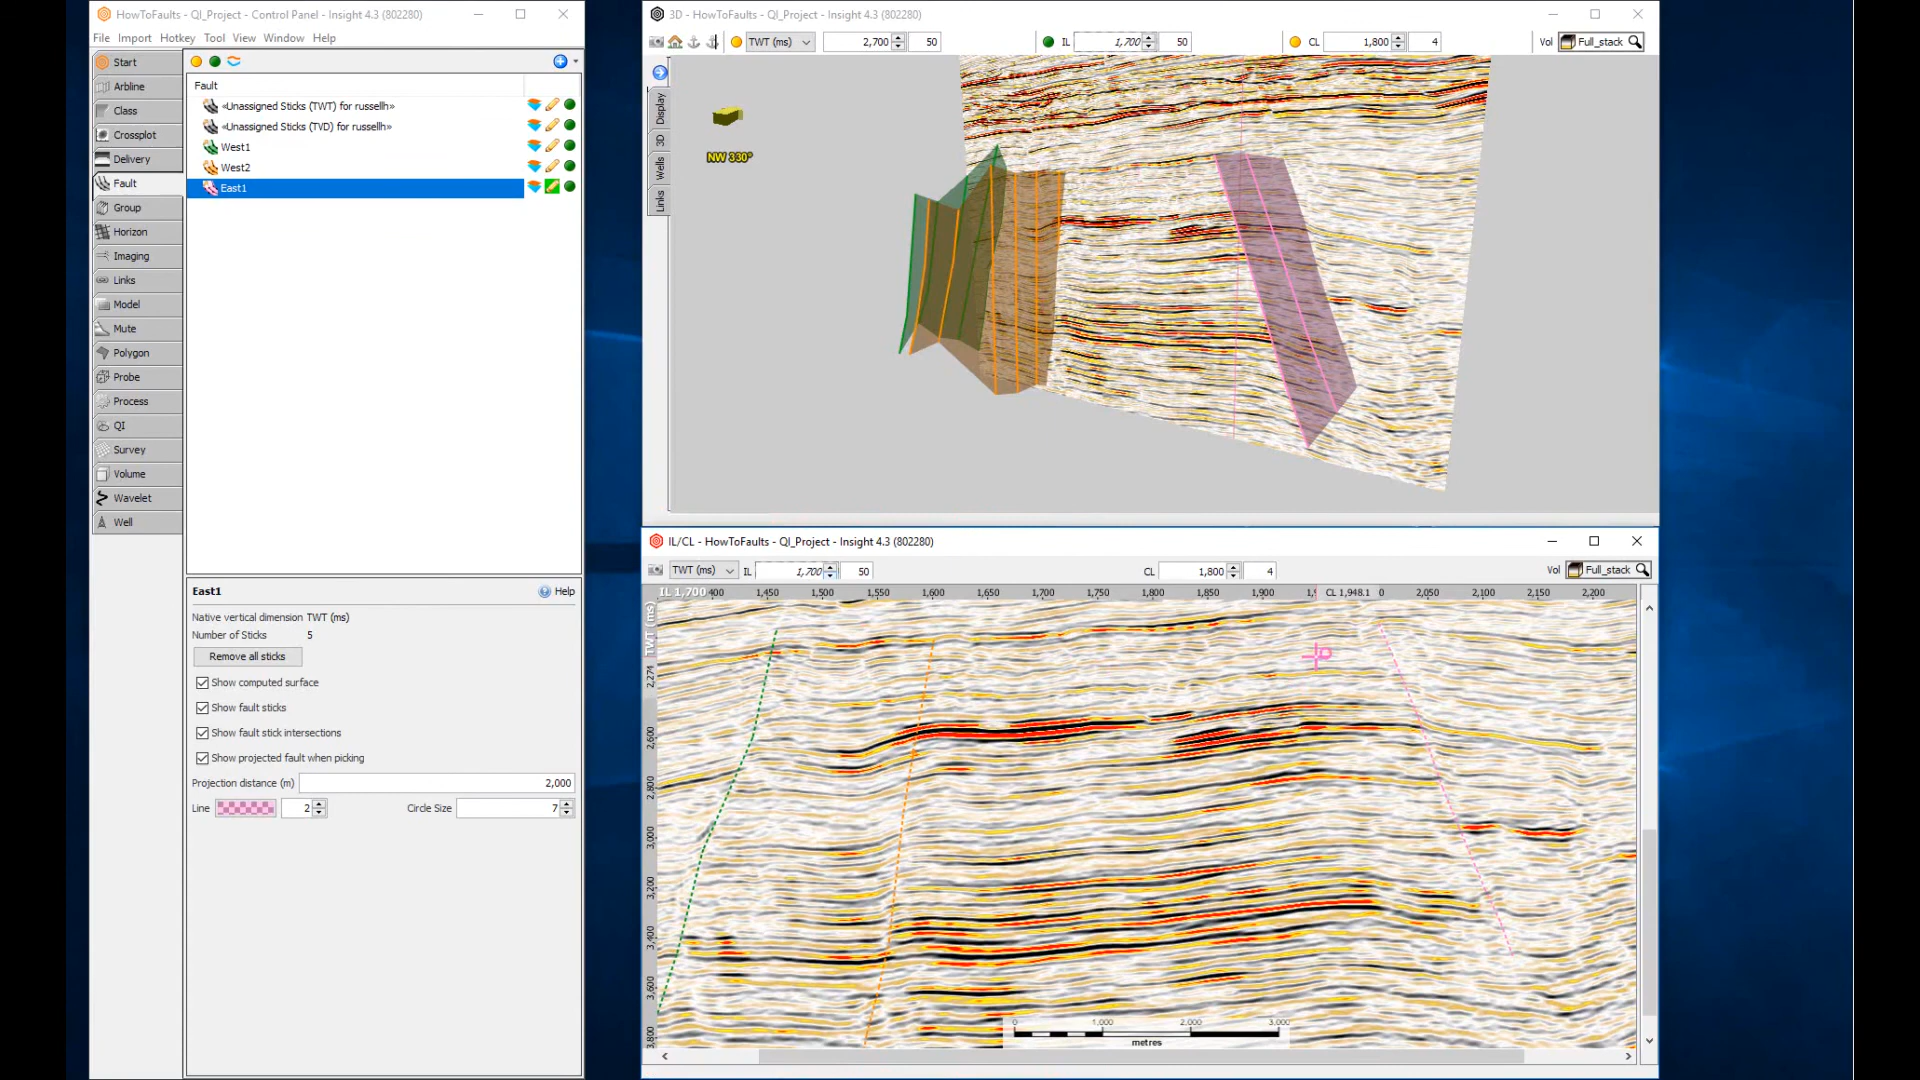 HowToFaults - QI_Project - Control Panel - Insight 4.3 (802280)
File Import Hotkey Tool View Window Help
Start
Arbline
Class
Crossplot
Delivery
Fault
Group
Horizon
Imaging
Links
Model
Mute
Polygon
Probe
Process
QI
Survey
Volume
Wavelet
Well
Fault
«Unassigned Sticks (TWT) for russellh»
«Unassigned Sticks (TVD) for russellh»
West1
West2
East1
East1
Help
Native vertical dimension TWT (ms)
Number of Sticks 5
Remove all sticks
Show computed surface
Show fault sticks
Show fault stick intersections
Show projected fault when picking
Projection distance (m) 2,000
Line 2 Circle Size 7
3D - HowToFaults - QI_Project - Insight 4.3 (802280)
TWT (ms) 2,700 50 IL 1,700 50 CL 1,800 4 Vol Full_stack
Display
3D
Wells
Links
NW 330°
IL/CL - HowToFaults - QI_Project - Insight 4.3 (802280)
TWT (ms) IL 1,700 50 CL 1,800 4 Vol Full_stack
IL 1,700 400 1,450 1,500 1,550 1,600 1,650 1,700 1,750 1,800 1,850 1,900 1,9 CL 1,948.1 0 2,050 2,100 2,150 2,200
TWT (ms)
2,274
2,600
2,800
3,000
3,200
3,400
3,600
3,800
0 1,000 2,000 3,000
metres